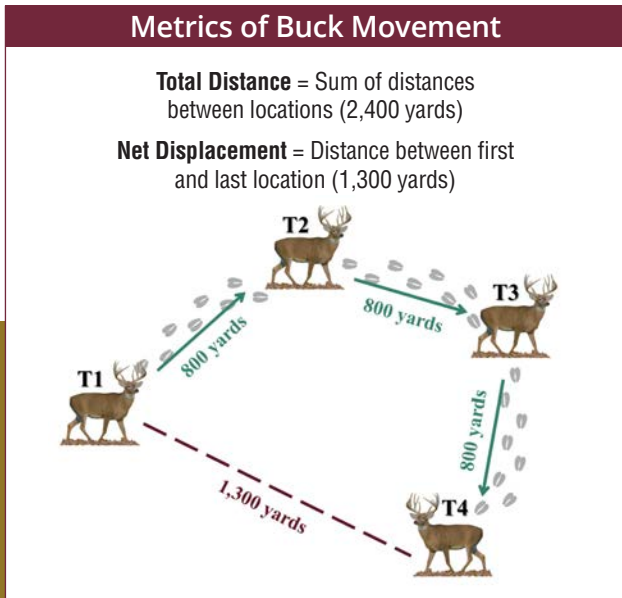 Metrics of Buck Movement
Total Distance = Sum of distances
between locations (2,400 yards)
Net Displacement = Distance between first
and last location (1,300 yards)
T2
T3
800 yards
800 yards
T1
800 yards
1,300 yards
T4